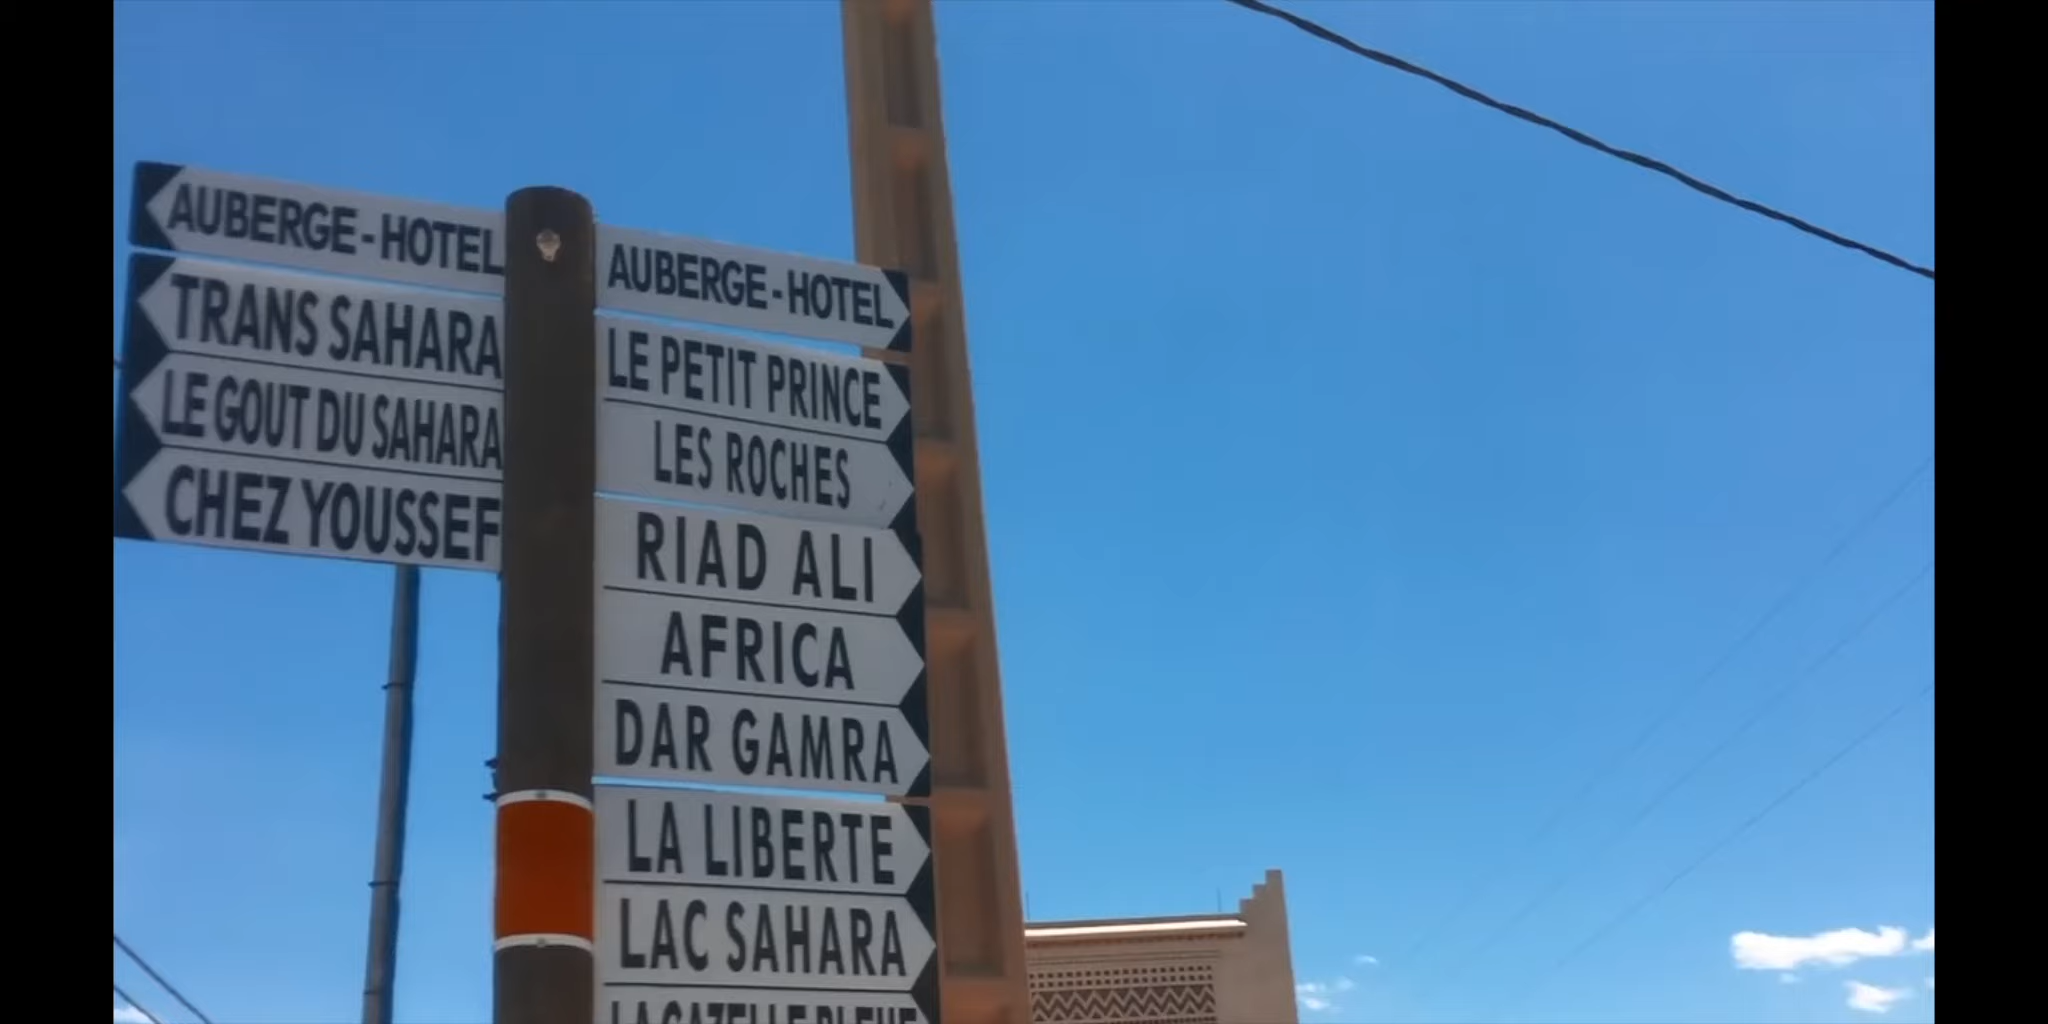 AUBERGE-HOTEL
TRANS SAHARA
LE GOUT DU SAHARA
CHEZ YOUSSEF
AUBERGE-HOTEL
LE PETIT PRINCE
LES ROCHES
RIAD ALI
AFRICA
DAR GAMRA
LA LIBERTE
LAC SAHARA
LA GAZELLE BLEUE